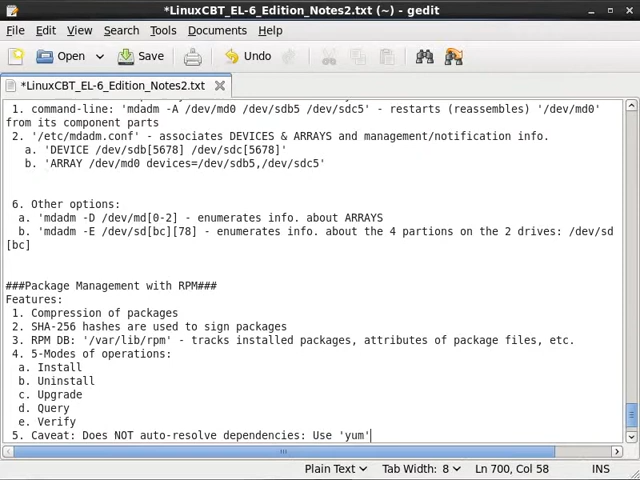 *LinuxCBT_EL-6_Edition_Notes2.txt (~) - gedit
File Edit View Search Tools Documents Help
Open Save Undo
*LinuxCBT_EL-6_Edition_Notes2.txt
1. command-line: 'mdadm -A /dev/md0 /dev/sdb5 /dev/sdc5' - restarts (reassembles) '/dev/md0'
from its component parts
2. '/etc/mdadm.conf' - associates DEVICES & ARRAYS and management/notification info.
a. 'DEVICE /dev/sdb[5678] /dev/sdc[5678]'
b. 'ARRAY /dev/md0 devices=/dev/sdb5,/dev/sdc5'
6. Other options:
a. 'mdadm -D /dev/md[0-2] - enumerates info. about ARRAYS
b. 'mdadm -E /dev/sd[bc][78] - enumerates info. about the 4 partions on the 2 drives: /dev/sd
[bc]
###Package Management with RPM###
Features:
1. Compression of packages
2. SHA-256 hashes are used to sign packages
3. RPM DB: '/var/lib/rpm' - tracks installed packages, attributes of package files, etc.
4. 5-Modes of operations:
a. Install
b. Uninstall
c. Upgrade
d. Query
e. Verify
5. Caveat: Does NOT auto-resolve dependencies: Use 'yum'
Plain Text Tab Width: 8 Ln 700, Col 58 INS